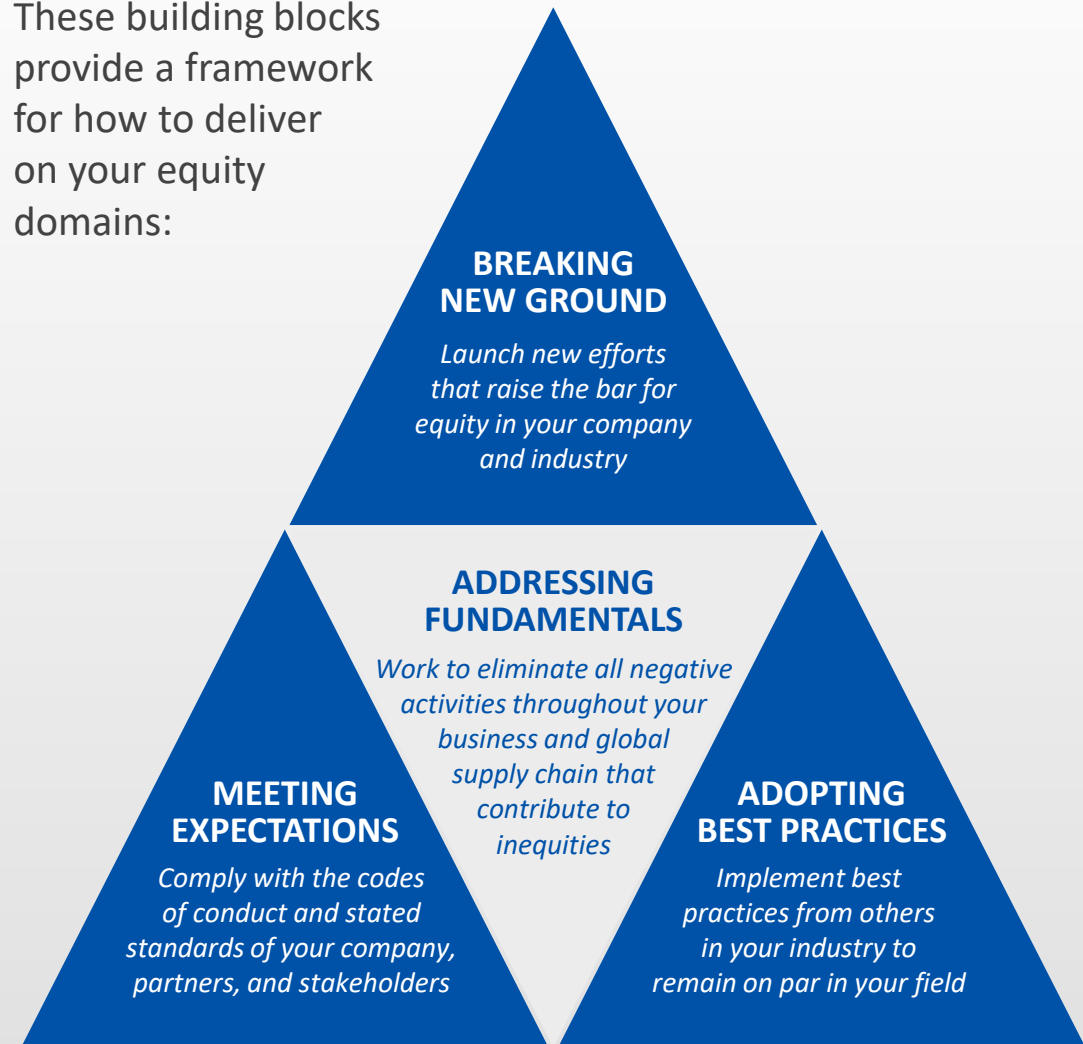 These building blocks
provide a framework
for how to deliver
on your equity
domains:
BREAKING
NEW GROUND
Launch new efforts
that raise the bar for
equity in your company
and industry
ADDRESSING
FUNDAMENTALS
Work to eliminate all negative
activities throughout your
business and global
supply chain that
contribute to
inequities
MEETING
EXPECTATIONS
Comply with the codes
of conduct and stated
standards of your company,
partners, and stakeholders
ADOPTING
BEST PRACTICES
Implement best
practices from others
in your industry to
remain on par in your field